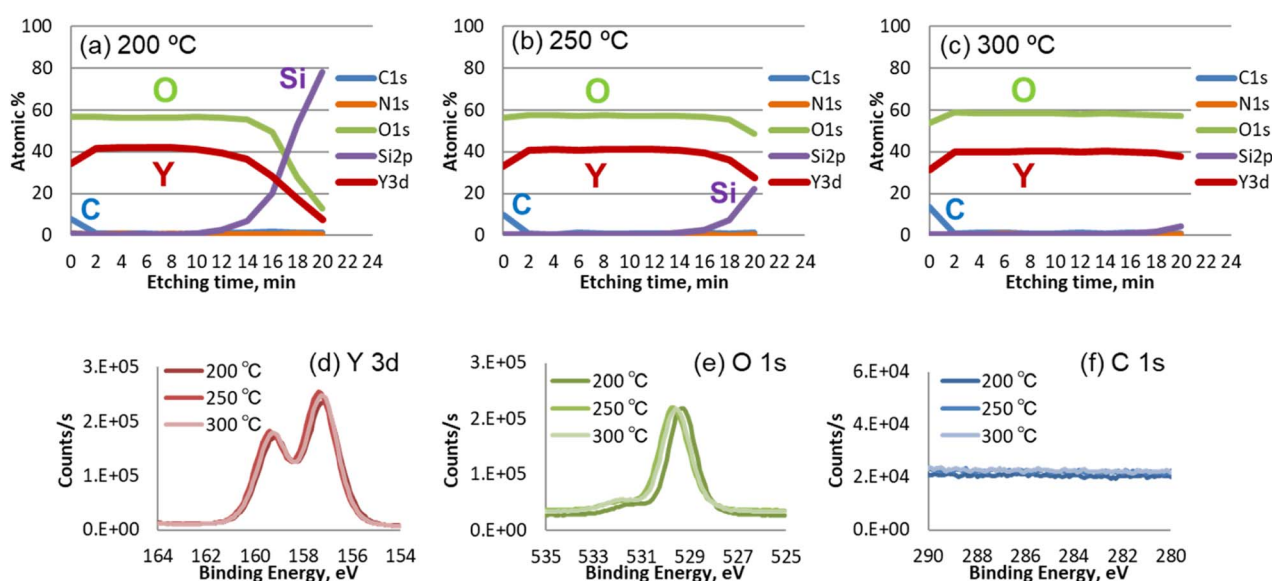 (a) 200 °C
Atomic %
100
80
60
40
20
0
O
Y
C
Si
C1s
N1s
O1s
Si2p
Y3d
0 2 4 6 8 10 12 14 16 18 20 22 24
Etching time, min
(b) 250 °C
Atomic %
100
80
60
40
20
0
O
Y
C
Si
C1s
N1s
O1s
Si2p
Y3d
0 2 4 6 8 10 12 14 16 18 20 22 24
Etching time, min
(c) 300 °C
Atomic %
100
80
60
40
20
0
O
Y
C
C1s
N1s
O1s
Si2p
Y3d
0 2 4 6 8 10 12 14 16 18 20 22 24
Etching time, min
(d) Y 3d
Counts/s
3.E+05
2.E+05
1.E+05
0.E+00
200 °C
250 °C
300 °C
164 162 160 158 156 154
Binding Energy, eV
(e) O 1s
Counts/s
3.E+05
2.E+05
1.E+05
0.E+00
200 °C
250 °C
300 °C
535 533 531 529 527 525
Binding Energy, eV
(f) C 1s
Counts/s
6.E+04
4.E+04
2.E+04
0.E+00
200 °C
250 °C
300 °C
290 288 286 284 282 280
Binding Energy, eV